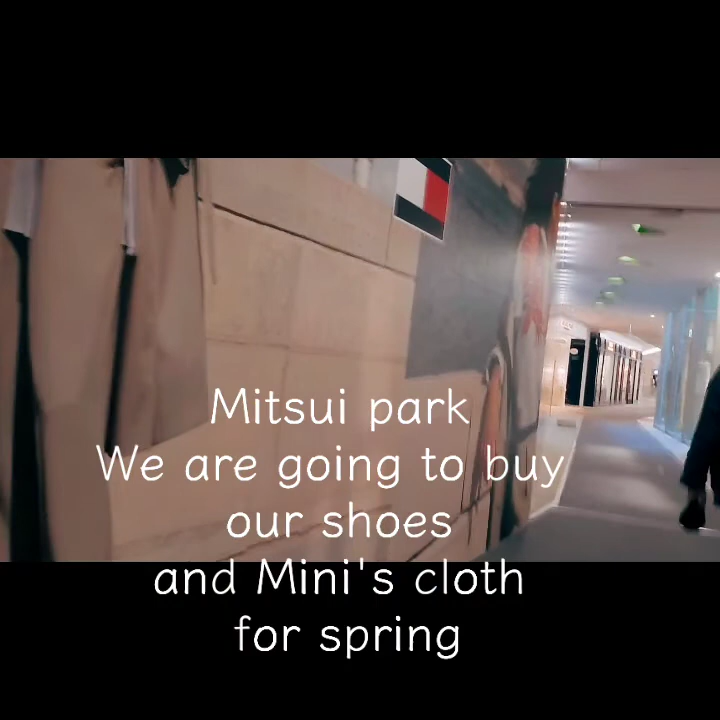 Mitsui park
We are going to buy
our shoes
and Mini's cloth
for spring